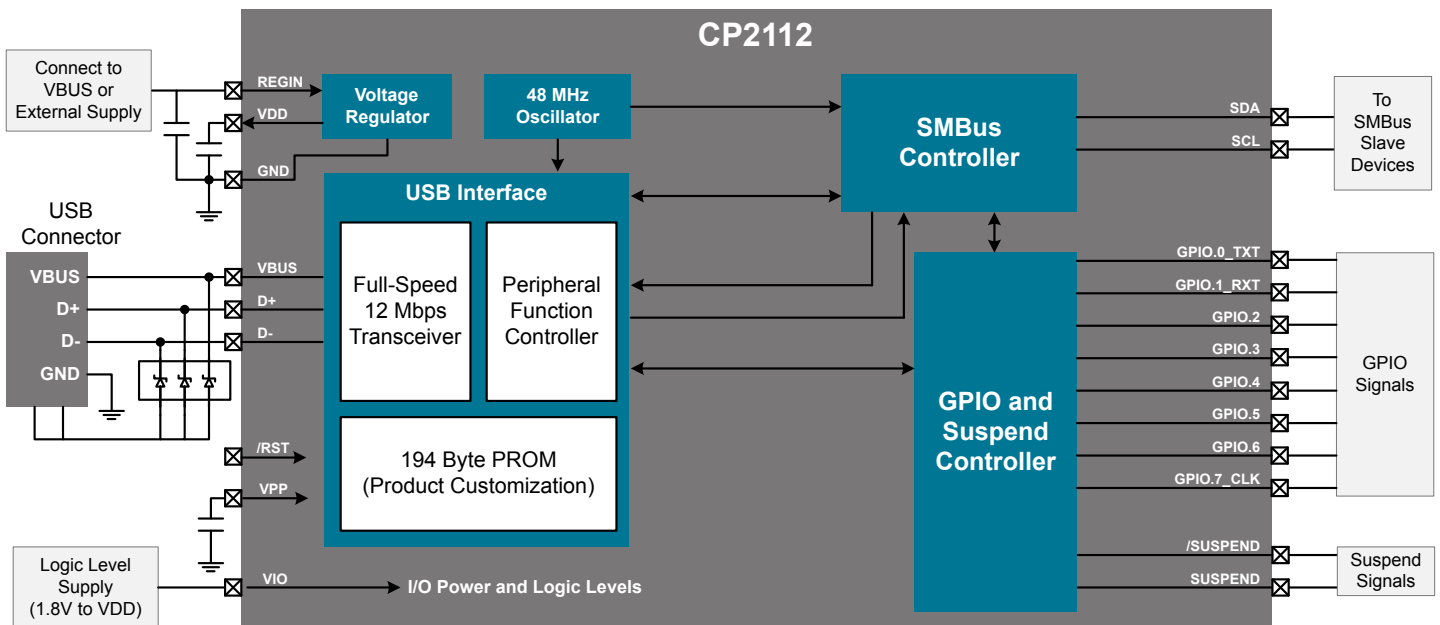 CP2112
Connect to
VBUS or
External Supply
REGIN
VDD
GND
Voltage
Regulator
48 MHz
Oscillator
SMBus
Controller
SDA
SCL
To
SMBus
Slave
Devices
USB
Connector
VBUS
D+
D-
GND
VBUS
D+
D-
USB Interface
Full-Speed
12 Mbps
Transceiver
Peripheral
Function
Controller
194 Byte PROM
(Product Customization)
/RST
VPP
GPIO and
Suspend
Controller
GPIO.0_TXT
GPIO.1_RXT
GPIO.2
GPIO.3
GPIO.4
GPIO.5
GPIO.6
GPIO.7_CLK
GPIO
Signals
/SUSPEND
SUSPEND
Suspend
Signals
Logic Level
Supply
(1.8V to VDD)
VIO
I/O Power and Logic Levels